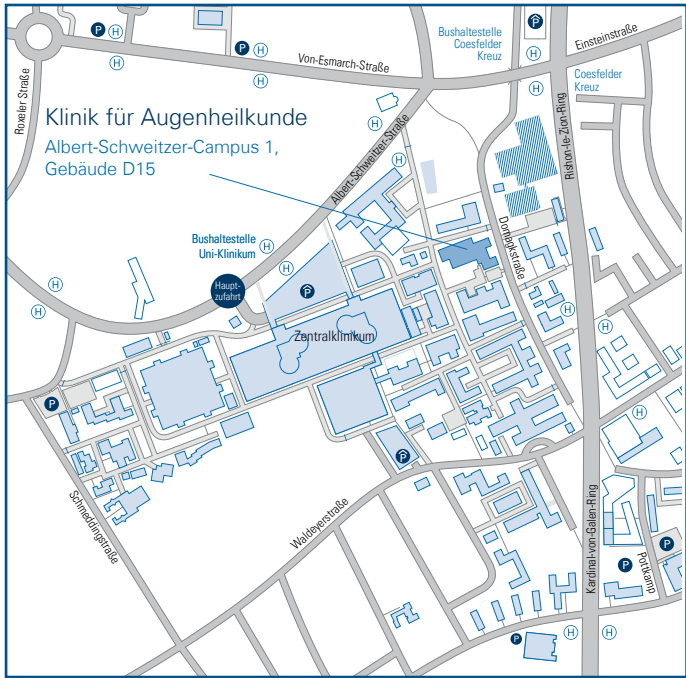 P
H
H
P
H
H
Von-Esmarch-Straße
Bushaltestelle
Coesfelder
Kreuz
P
H
H
H
Einsteinstraße
Coesfelder
Kreuz
Roxeler Straße
Klinik für Augenheilkunde
Albert-Schweitzer-Campus 1,
Gebäude D15
H
H
Albert-Schweitzer-Straße
Rishon-le-Zion-Ring
Domagkstraße
Bushaltestelle
Uni-Klinikum
H
H
Haupt-
zufahrt
P
H
H
Zentralklinikum
H
H
P
H
P
Schmeddingstraße
Waldeyerstraße
Kardinal-von-Galen-Ring
Pottkamp
P
P
P
H
H